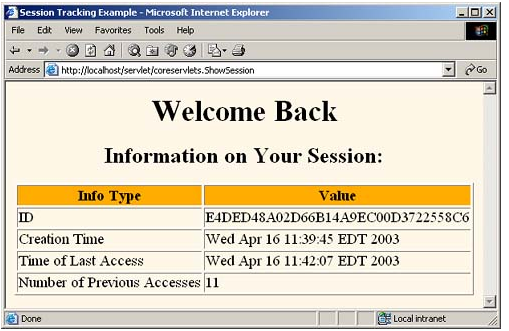 Session Tracking Example - Microsoft Internet Explorer
File Edit View Favorites Tools Help
Address http://localhost/servlet/coreservlets.ShowSession Go
Welcome Back
Information on Your Session:
Info Type Value
ID E4DED48A02D66B14A9EC00D3722558C6
Creation Time Wed Apr 16 11:39:45 EDT 2003
Time of Last Access Wed Apr 16 11:42:07 EDT 2003
Number of Previous Accesses 11
Done Local intranet